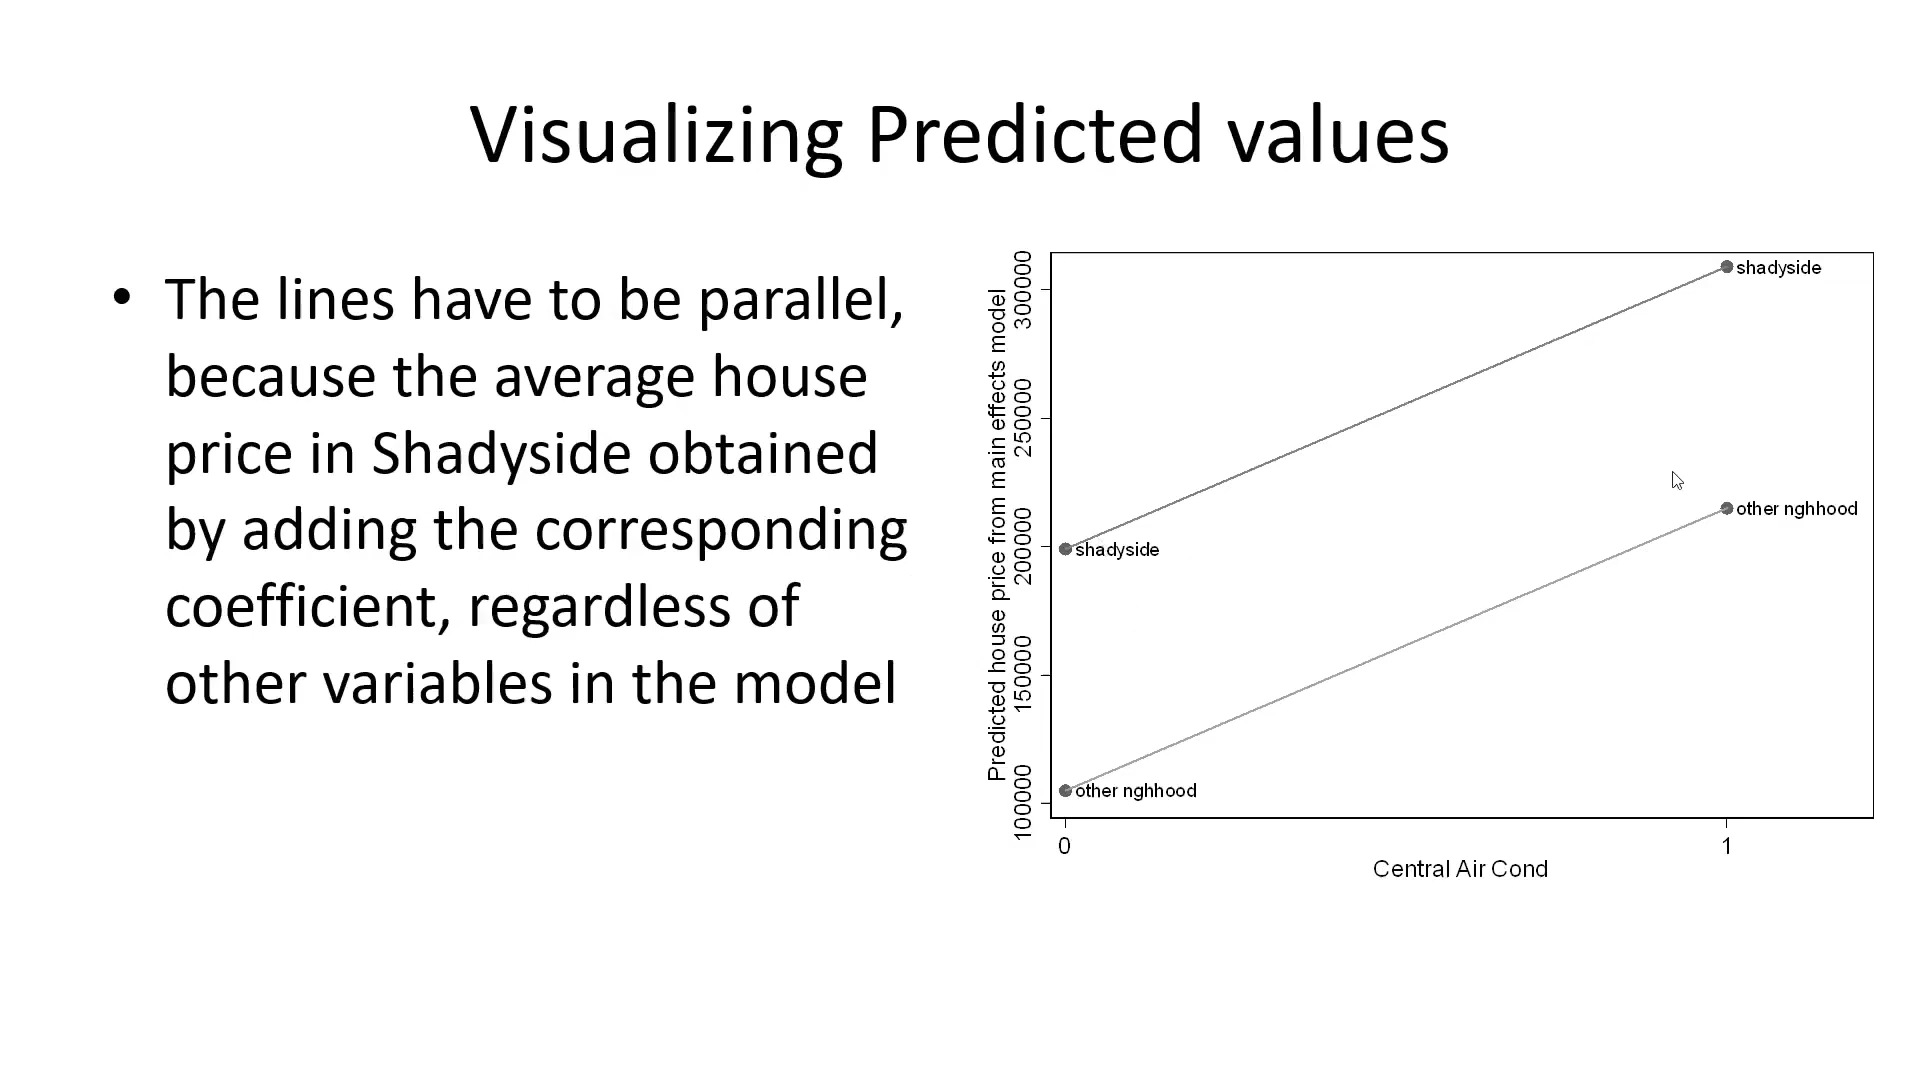 Visualizing Predicted values
• The lines have to be parallel,
because the average house
price in Shadyside obtained
by adding the corresponding
coefficient, regardless of
other variables in the model
Predicted house price from main effects model
300000
250000
200000
150000
100000
shadyside
other nghhood
shadyside
other nghhood
0
1
Central Air Cond